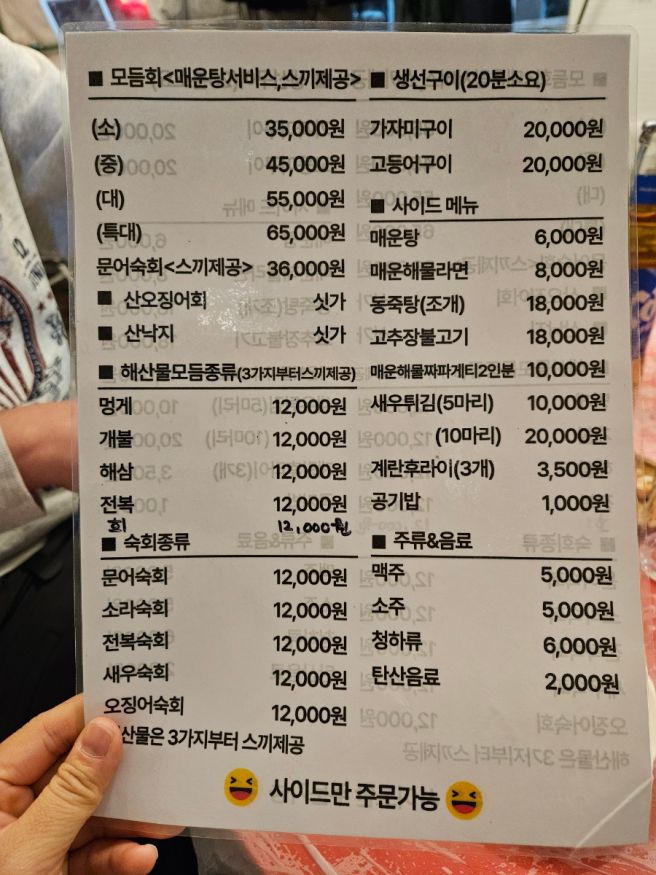 ■ 모듬회<매운탕서비스,스끼제공>
(소) 35,000원
(중) 45,000원
(대) 55,000원
(특대) 65,000원
문어숙회<스끼제공> 36,000원
■ 산오징어회 싯가
■ 산낙지 싯가
■ 해산물모듬종류(3가지부터스끼제공)
멍게 12,000원
개불 12,000원
해삼 12,000원
전복 12,000원
회 12,000원
■ 숙회종류
문어숙회 12,000원
소라숙회 12,000원
전복숙회 12,000원
새우숙회 12,000원
오징어숙회 12,000원
산물은 3가지부터 스끼제공
■ 생선구이(20분소요)
가자미구이 20,000원
고등어구이 20,000원
■ 사이드 메뉴
매운탕 6,000원
매운해물라면 8,000원
동죽탕(조개) 18,000원
고추장불고기 18,000원
매운해물짜파게티2인분 10,000원
새우튀김(5마리) 10,000원
(10마리) 20,000원
계란후라이(3개) 3,500원
공기밥 1,000원
■ 주류&음료
맥주 5,000원
소주 5,000원
청하류 6,000원
탄산음료 2,000원
사이드만 주문가능